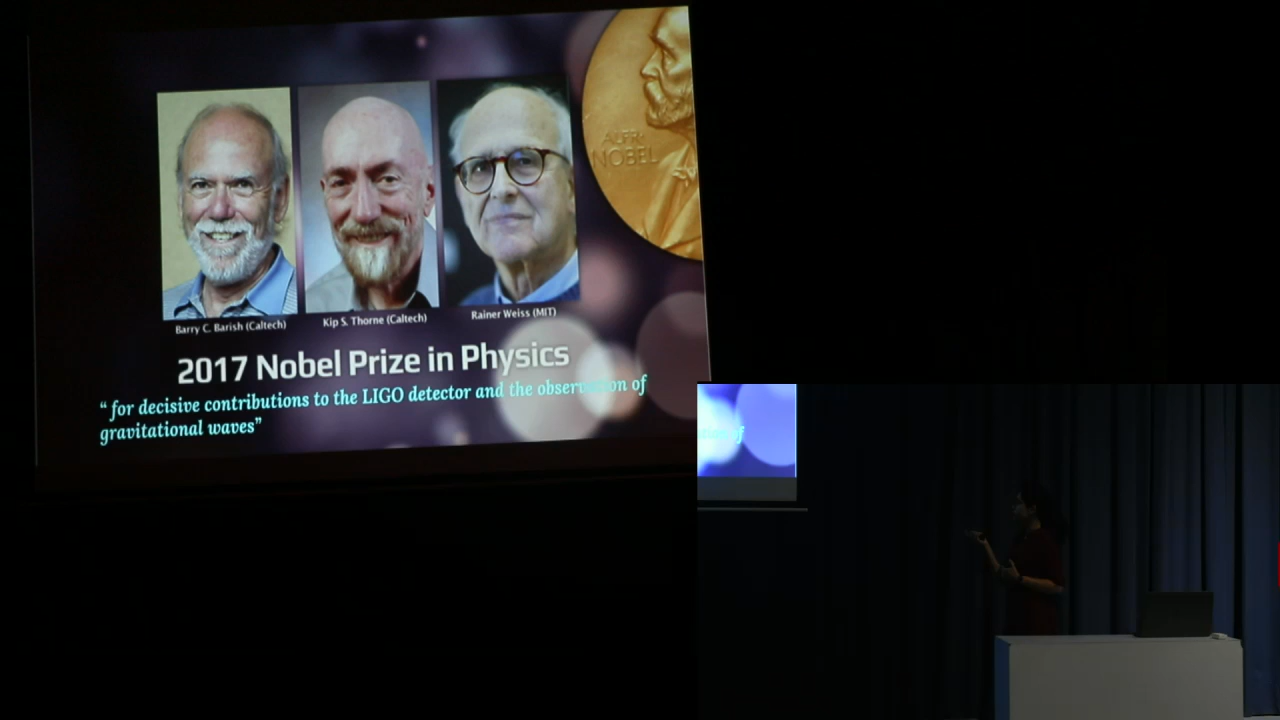 ALFR·
NOBEL
Barry C. Barish (Caltech)
Kip S. Thorne (Caltech)
Rainer Weiss (MIT)
2017 Nobel Prize in Physics
“ for decisive contributions to the LIGO detector and the observation of
gravitational waves”
of